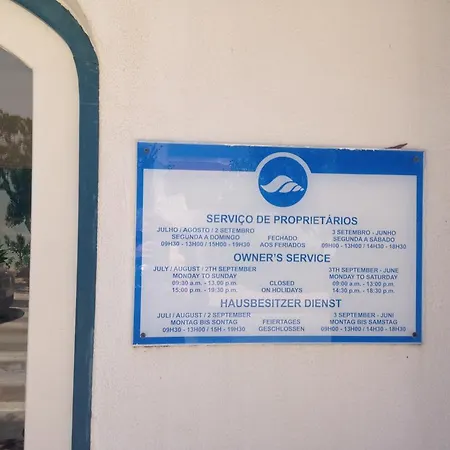 SERVIÇO DE PROPRIETÁRIOS
JULHO / AGOSTO / 2 SETEMBRO 3 SETEMBRO - JUNHO
SEGUNDA A DOMINGO FECHADO SEGUNDA A SÁBADO
09H30 - 13H00 / 15H00 - 19H30 AOS FERIADOS 09H00 - 13H00 / 14H30 - 18H30
OWNER'S SERVICE
JULY / AUGUST / 2TH SEPTEMBER 3TH SEPTEMBER - JUNE
MONDAY TO SUNDAY MONDAY TO SATURDAY
09:30 a.m. - 13.00 p.m. CLOSED 09:00 a.m. - 13:00 p.m.
15:00 p.m. - 19:30 p.m. ON HOLIDAYS 14:30 p.m. - 18:30 p.m.
HAUSBESITZER DIENST
JULI / AUGUST / 2 SEPTEMBER 3 SEPTEMBER - JUNI
MONTAG BIS SONTAG FEIERTAGES MONTAG BIS SAMSTAG
09H30 - 13H00 / 15H - 19H30 GESCHLOSSEN 09H00 - 13H00 / 14H30 - 18H30